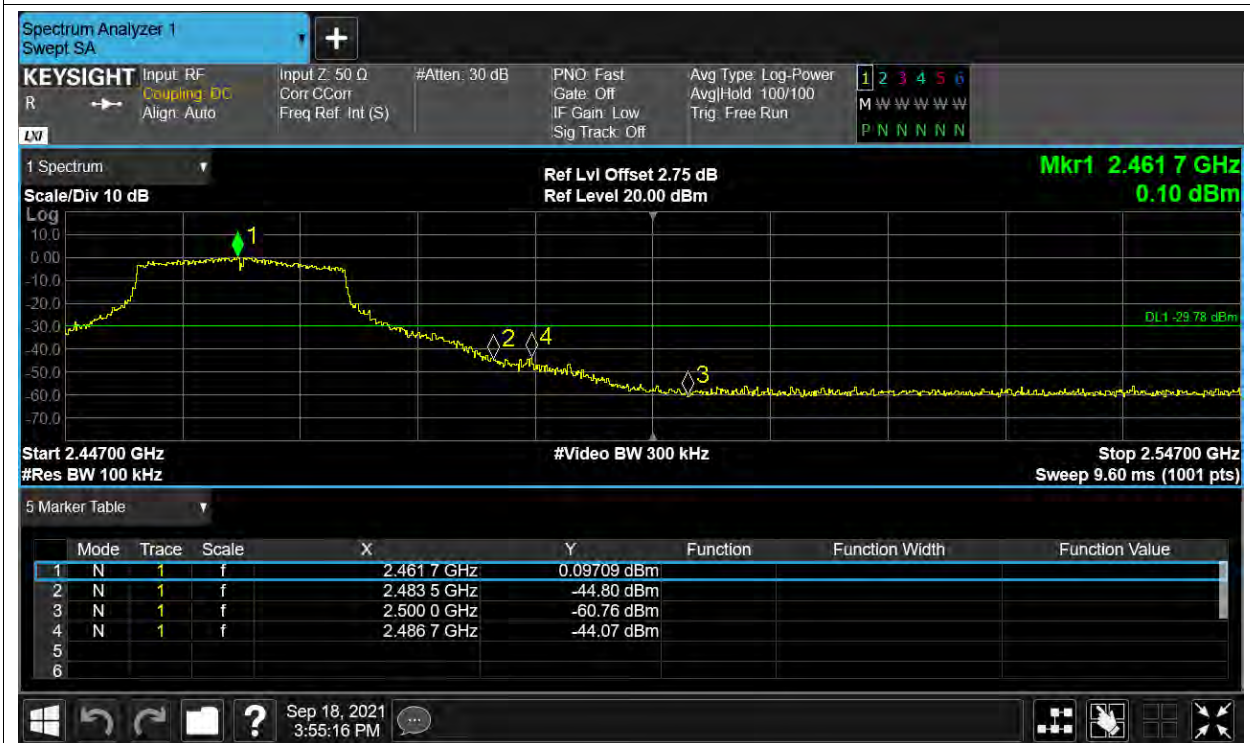 Spectrum Analyzer 1
Swept SA
+
KEYSIGHT
R
LXI
Input: RF
Coupling: DC
Align: Auto
Input Z: 50 Ω
Corr CCorr
Freq Ref: Int (S)
#Atten: 30 dB
PNO: Fast
Gate: Off
IF Gain: Low
Sig Track: Off
Avg Type: Log-Power
Avg|Hold: 100/100
Trig: Free Run
1 2 3 4 5 6
M W W W W W
P N N N N N
1 Spectrum
Scale/Div 10 dB
Ref Lvl Offset 2.75 dB
Ref Level 20.00 dBm
Mkr1 2.461 7 GHz
0.10 dBm
Log
10.0
0.00
-10.0
-20.0
-30.0
-40.0
-50.0
-60.0
-70.0
1
2
4
3
DL1 -29.78 dBm
Start 2.44700 GHz
#Video BW 300 kHz
Stop 2.54700 GHz
#Res BW 100 kHz
Sweep 9.60 ms (1001 pts)
5 Marker Table
Mode Trace Scale X Y Function Function Width Function Value
1 N 1 f 2.461 7 GHz 0.09709 dBm
2 N 1 f 2.483 5 GHz -44.80 dBm
3 N 1 f 2.500 0 GHz -60.76 dBm
4 N 1 f 2.486 7 GHz -44.07 dBm
5
6
?
Sep 18, 2021
3:55:16 PM